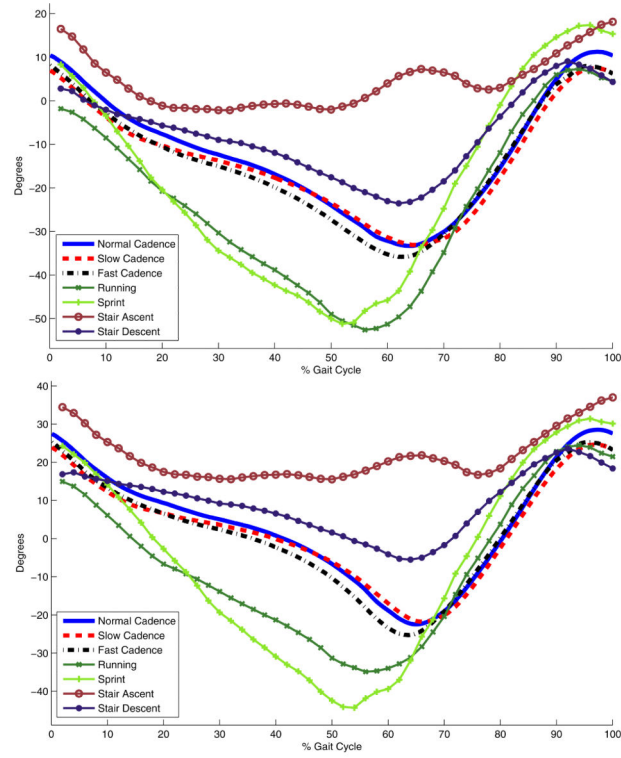 20
10
0
−10
−20
−30
−40
−50
Degrees
Normal Cadence
Slow Cadence
Fast Cadence
Running
Sprint
Stair Ascent
Stair Descent
0 10 20 30 40 50 60 70 80 90 100
% Gait Cycle
40
30
20
10
0
−10
−20
−30
−40
Degrees
Normal Cadence
Slow Cadence
Fast Cadence
Running
Sprint
Stair Ascent
Stair Descent
0 10 20 30 40 50 60 70 80 90 100
% Gait Cycle